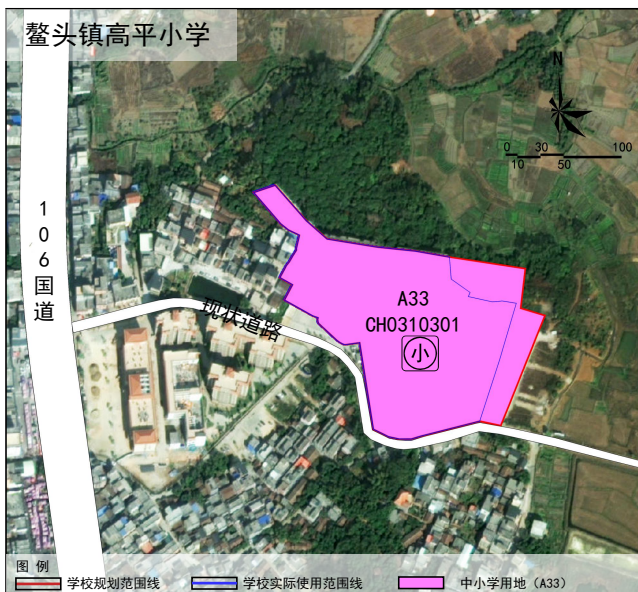 鳌头镇高平小学
N
0 30 100
10 50
106国道
现状道路
A33
CH0310301
小
图 例
学校规划范围线
学校实际使用范围线
中小学用地（A33）